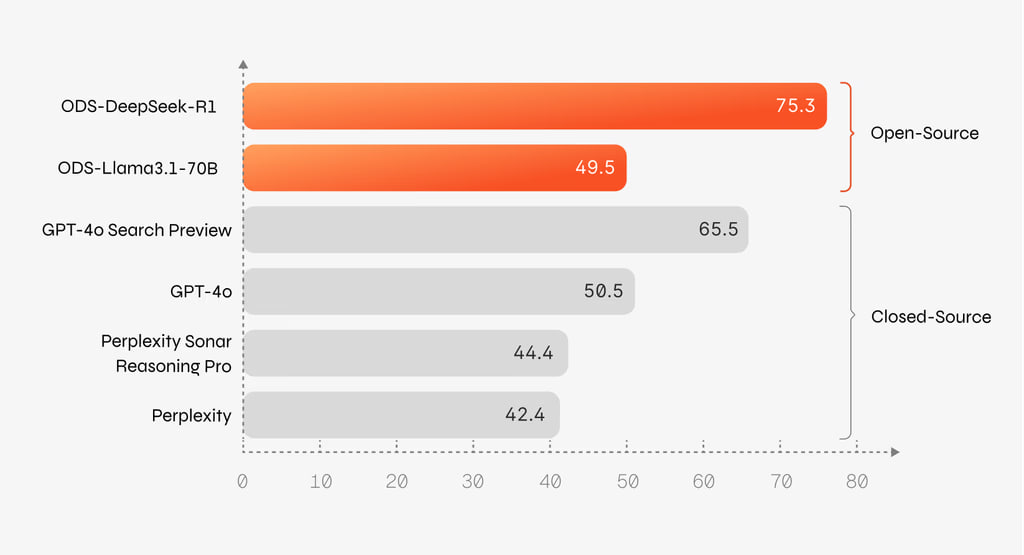 ODS-DeepSeek-R1
75.3
ODS-Llama3.1-70B
49.5
Open-Source
GPT-4o Search Preview
65.5
GPT-4o
50.5
Perplexity Sonar
Reasoning Pro
44.4
Perplexity
42.4
Closed-Source
0 10 20 30 40 50 60 70 80